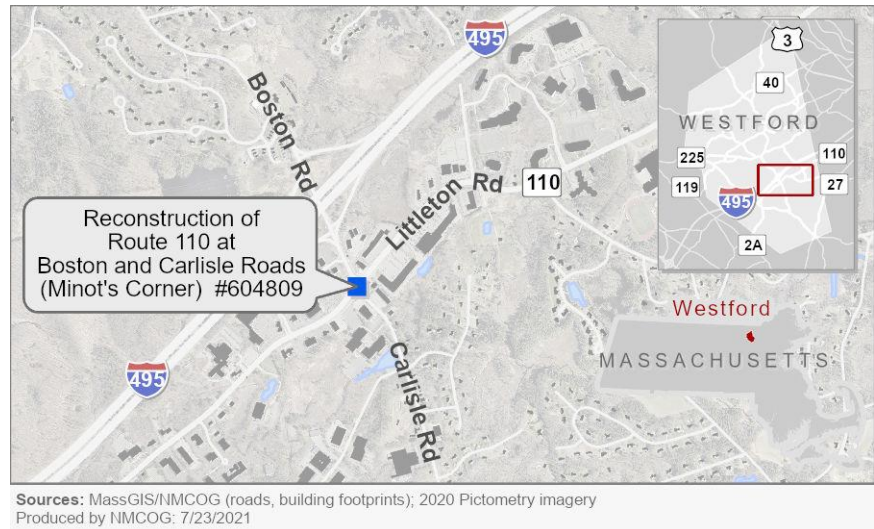 495
3
40
WESTFORD
225
110
119
27
495
2A
Boston Rd
Littleton Rd
110
Reconstruction of
Route 110 at
Boston and Carlisle Roads
(Minot's Corner) #604809
Westford
MASSACHUSETTS
495
Carlisle Rd
Sources: MassGIS/NMCOG (roads, building footprints); 2020 Pictometry imagery
Produced by NMCOG: 7/23/2021